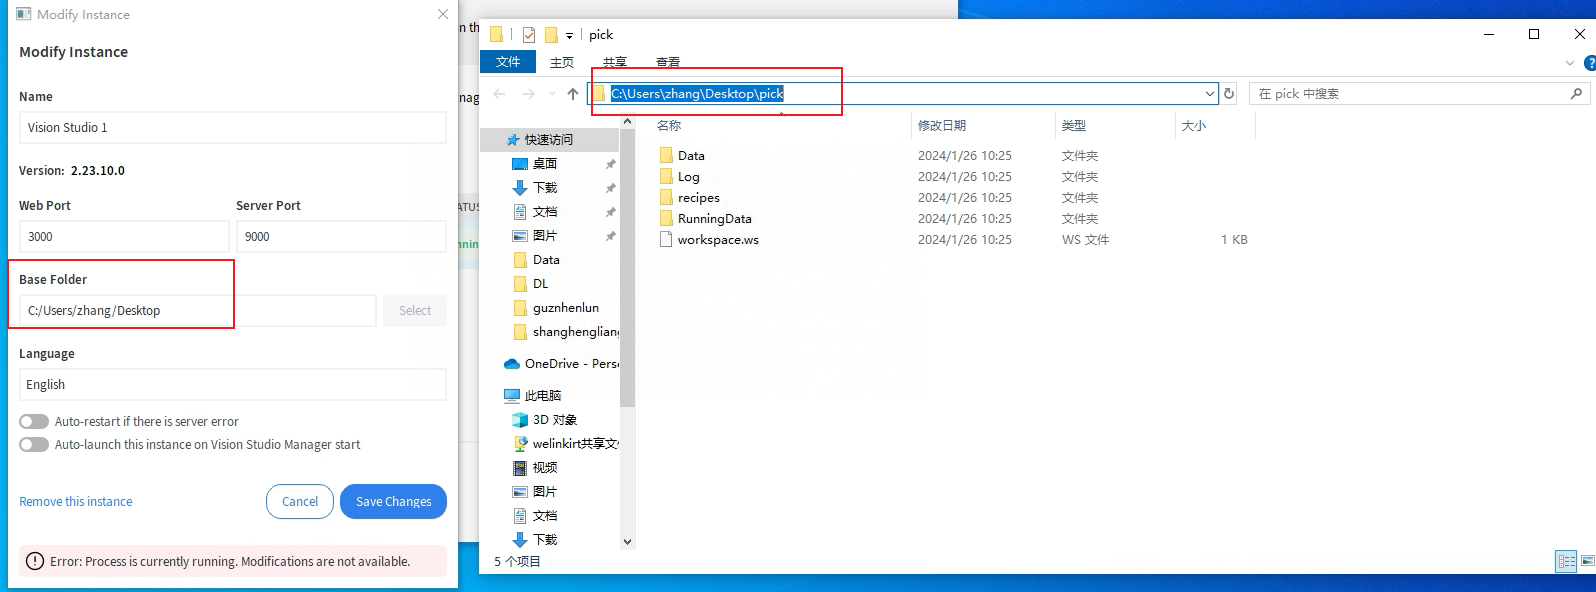 Modify Instance
Modify Instance
Name
Vision Studio 1
Version: 2.23.10.0
Web Port
Server Port
3000
9000
Base Folder
C:/Users/zhang/Desktop
Select
Language
English
Auto-restart if there is server error
Auto-launch this instance on Vision Studio Manager start
Remove this instance
Cancel
Save Changes
Error: Process is currently running. Modifications are not available.
pick
文件
主页
共享
查看
C:\Users\zhang\Desktop\pick
在 pick 中搜索
快速访问
桌面
下载
文档
图片
Data
DL
guznhenlun
shanghengliang
OneDrive - Perso
此电脑
3D 对象
welinkirt共享文
视频
图片
文档
下载
名称
修改日期
类型
大小
Data 2024/1/26 10:25 文件夹
Log 2024/1/26 10:25 文件夹
recipes 2024/1/26 10:25 文件夹
RunningData 2024/1/26 10:25 文件夹
workspace.ws 2024/1/26 10:25 WS 文件 1 KB
5 个项目